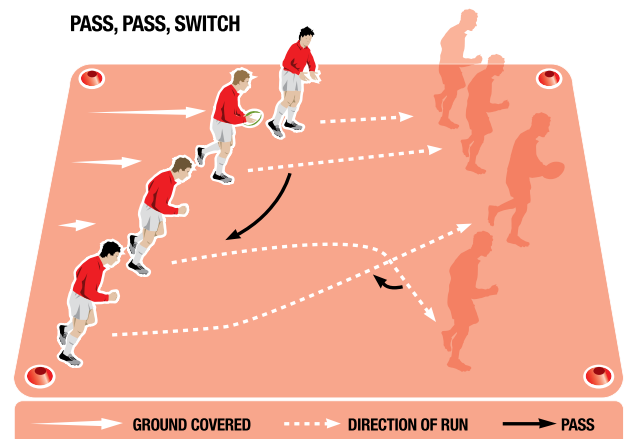 PASS, PASS, SWITCH
GROUND COVERED
DIRECTION OF RUN
PASS